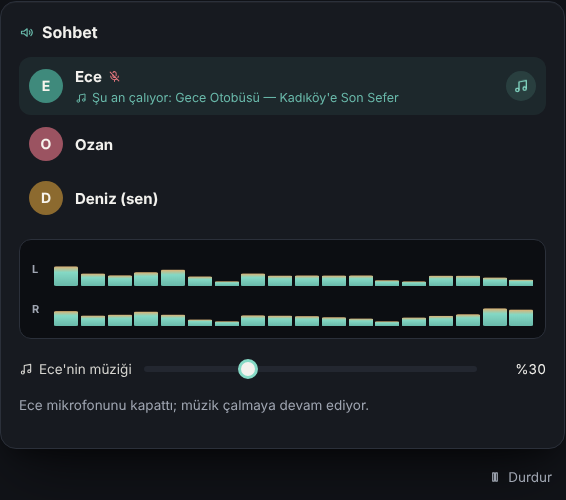 Sohbet
E
Ece
Şu an çalıyor: Gece Otobüsü — Kadıköy'e Son Sefer
O
Ozan
D
Deniz (sen)
L
R
Ece'nin müziği
%30
Ece mikrofonunu kapattı; müzik çalmaya devam ediyor.
Durdur